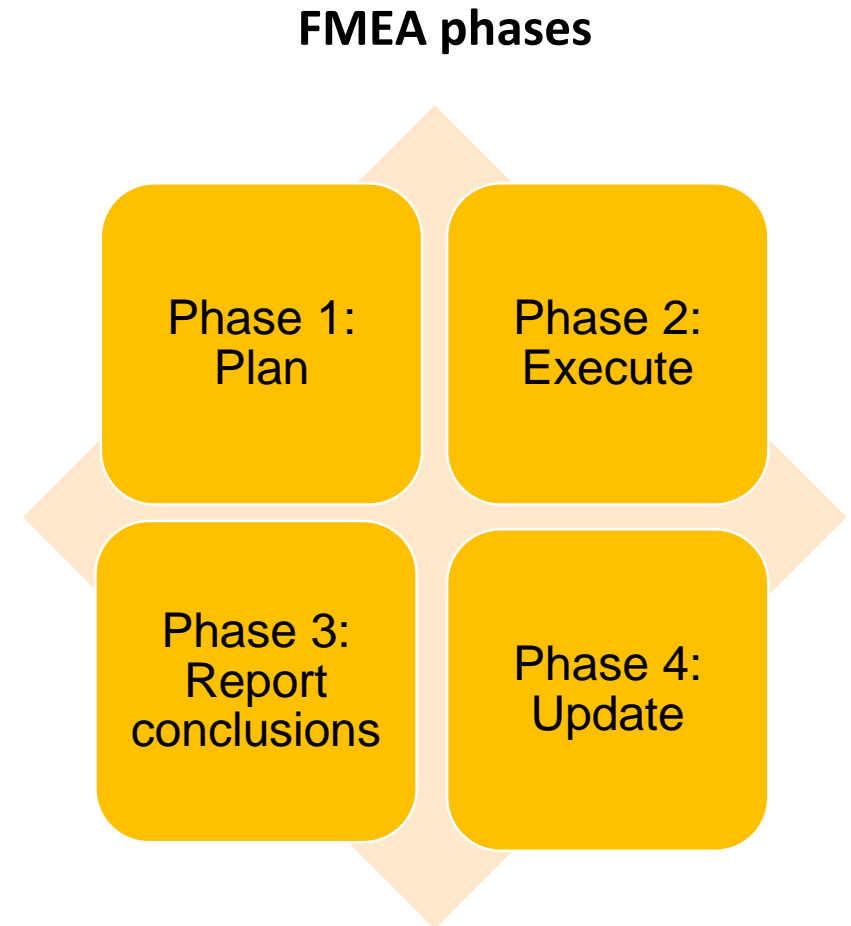 FMEA phases
Phase 1:
Plan
Phase 2:
Execute
Phase 3:
Report
conclusions
Phase 4:
Update